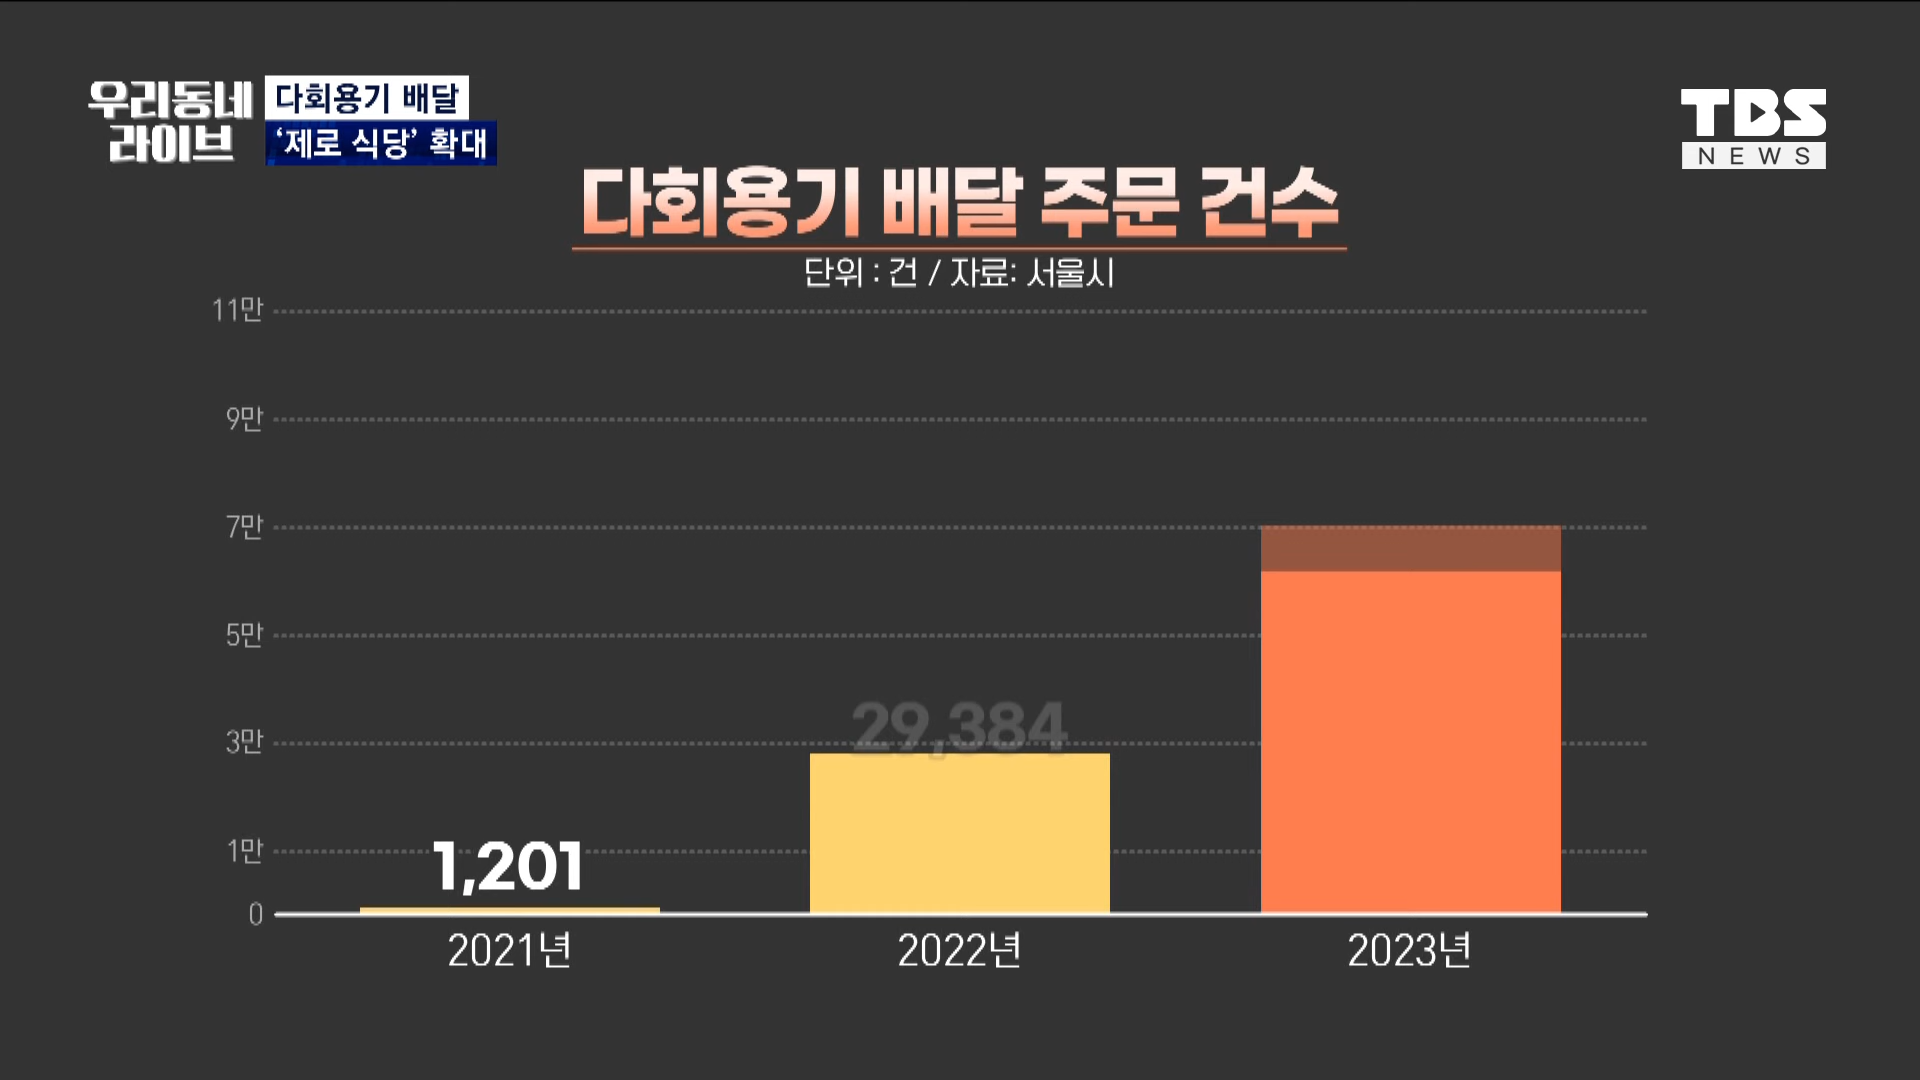 우리동네
라이브
다회용기 배달
‘제로 식당’ 확대
TBS
NEWS
다회용기 배달 주문 건수
단위 : 건 / 자료: 서울시
11만
9만
7만
5만
3만
1만
0
1,201
29,384
2021년
2022년
2023년